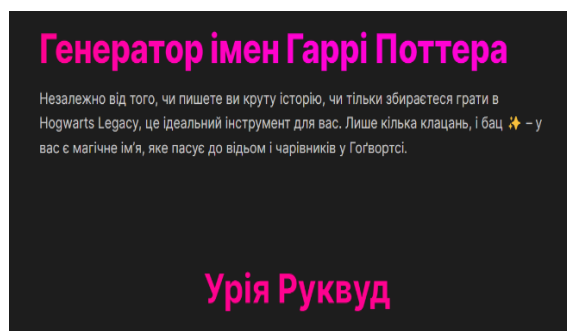 Генератор імен Гаррі Поттера
Незалежно від того, чи пишете ви круту історію, чи тільки збираєтеся грати в
Hogwarts Legacy, це ідеальний інструмент для вас. Лише кілька клацань, і бац ✨ – у
вас є магічне ім’я, яке пасує до відьом і чарівників у Гоґвортсі.
Урія Руквуд